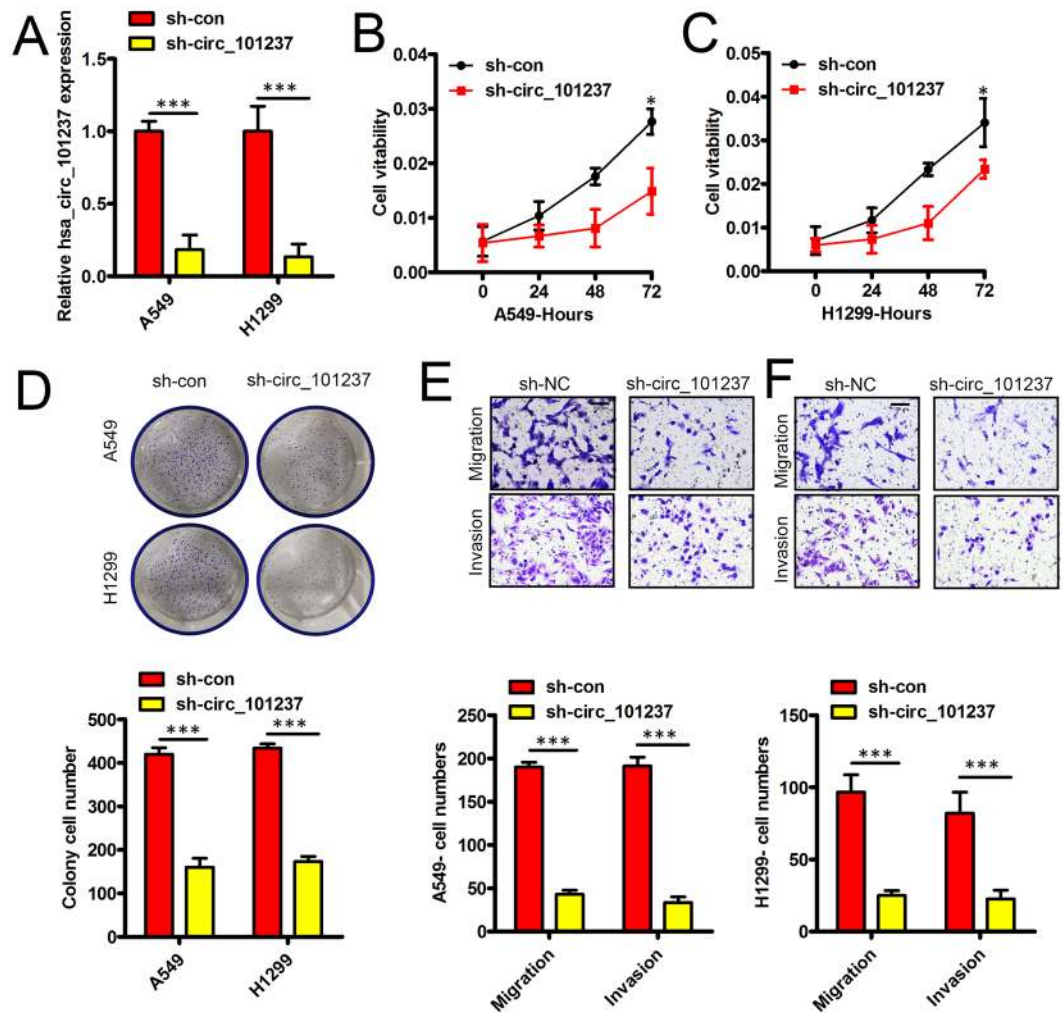 A
sh-con
sh-circ_101237
Relative hsa_circ_101237 expression
1.5
1.0
0.5
0.0
***
***
A549
H1299
B
sh-con
sh-circ_101237
Cell vitability
0.04
0.03
0.02
0.01
0.00
*
0 24 48 72
A549-Hours
C
sh-con
sh-circ_101237
Cell vitability
0.05
0.04
0.03
0.02
0.01
0.00
*
0 24 48 72
H1299-Hours
D
sh-con sh-circ_101237
A549
H1299
sh-con
sh-circ_101237
Colony cell number
500
400
300
200
100
0
***
***
A549
H1299
E
sh-NC sh-circ_101237
Migration
Invasion
sh-con
sh-circ_101237
A549- cell numbers
250
200
150
100
50
0
***
***
Migration
Invasion
F
sh-NC sh-circ_101237
Migration
Invasion
sh-con
sh-circ_101237
H1299- cell numbers
150
100
50
0
***
***
Migration
Invasion